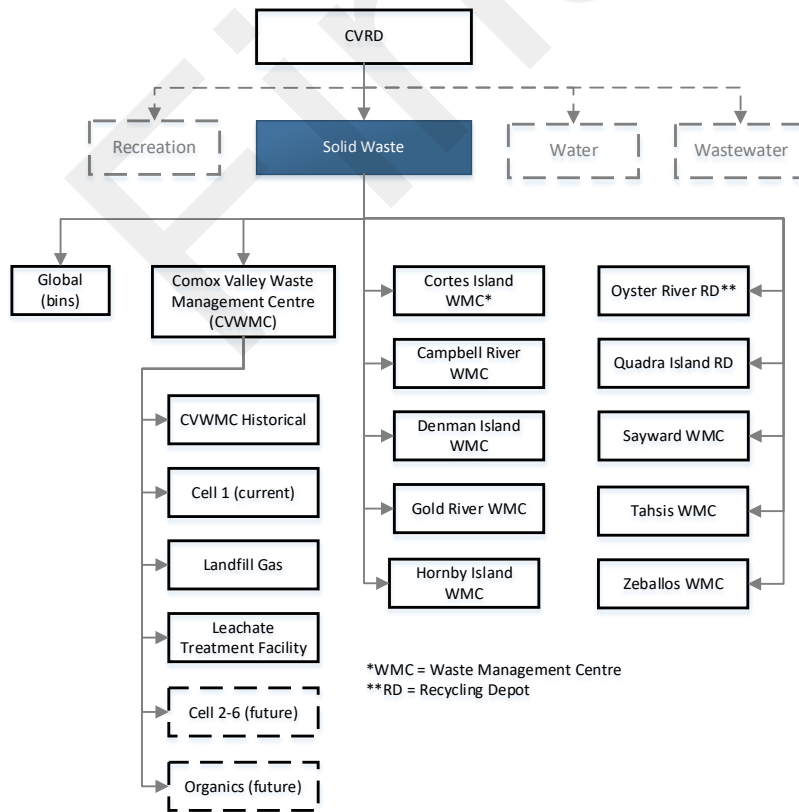 CVRD
Recreation
Solid Waste
Water
Wastewater
Global
(bins)
Comox Valley Waste
Management Centre
(CVWMC)
CVWMC Historical
Cell 1 (current)
Landfill Gas
Leachate
Treatment Facility
Cell 2-6 (future)
Organics (future)
Cortes Island
WMC*
Campbell River
WMC
Denman Island
WMC
Gold River WMC
Hornby Island
WMC
Oyster River RD**
Quadra Island RD
Sayward WMC
Tahsis WMC
Zeballos WMC
*WMC = Waste Management Centre
**RD = Recycling Depot